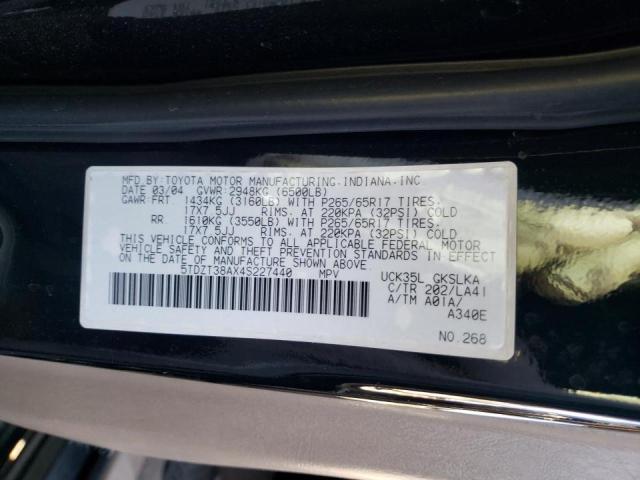 MFD.BY:TOYOTA MOTOR MANUFACTURING.INDIANA.INC
DATE 03/04 GVWR:2948KG (6500LB)
GAWR:FRT 1434KG (3160LB) WITH P265/65R17 TIRES,
17X7.5JJ RIMS, AT 220KPA (32PSI) COLD
RR 1610KG (3550LB) WITH P265/65R17 TIRES,
17X7.5JJ RIMS, AT 220KPA (32PSI) COLD
THIS VEHICLE CONFORMS TO ALL APPLICABLE FEDERAL MOTOR
VEHICLE SAFETY AND THEFT PREVENTION STANDARDS IN EFFECT
ON THE DATE OF MANUFACTURE SHOWN ABOVE.
5TDZT38AX4S227440 MPV
UCK35L GKSLKA
C/TR 202/LA41
A/TM A01A/
A340E
NO.268